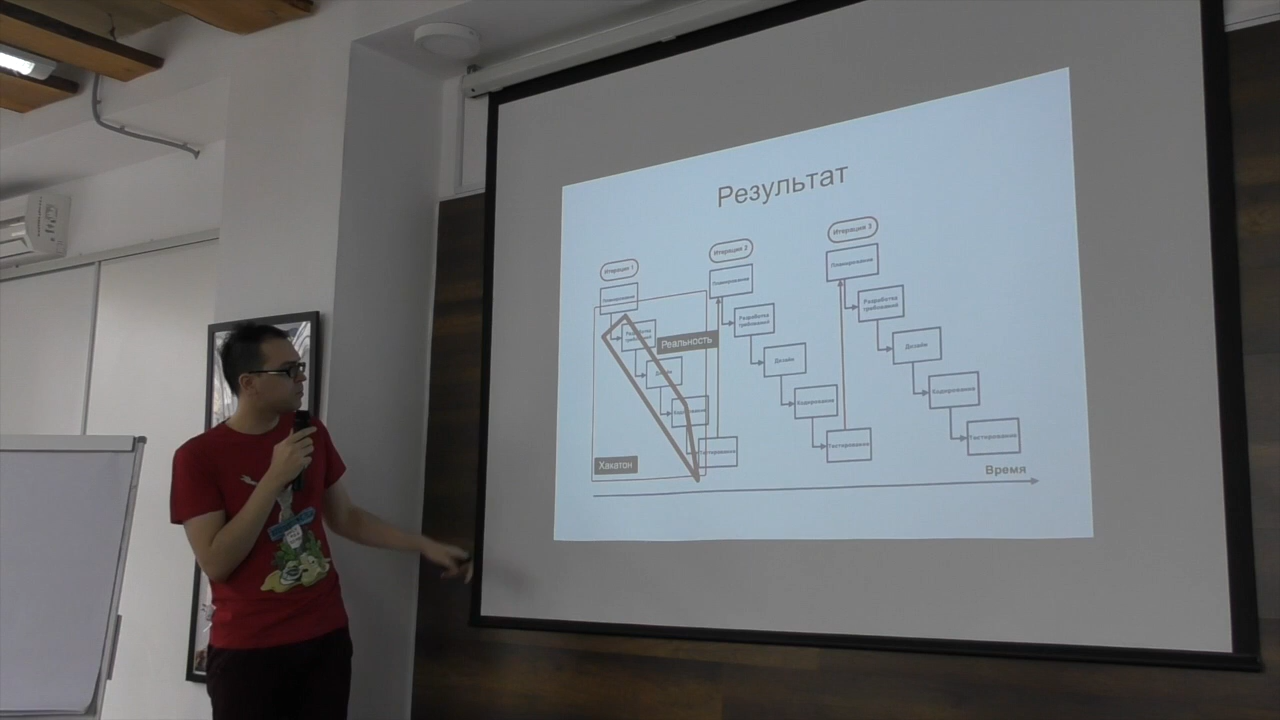 Результат
Итерация 1
Планирование
Реальность
Хакатон
Итерация 2
Планирование
Разработка
требований
Дизайн
Кодирование
Тестирование
Итерация 3
Планирование
Разработка
требований
Дизайн
Кодирование
Тестирование
Время